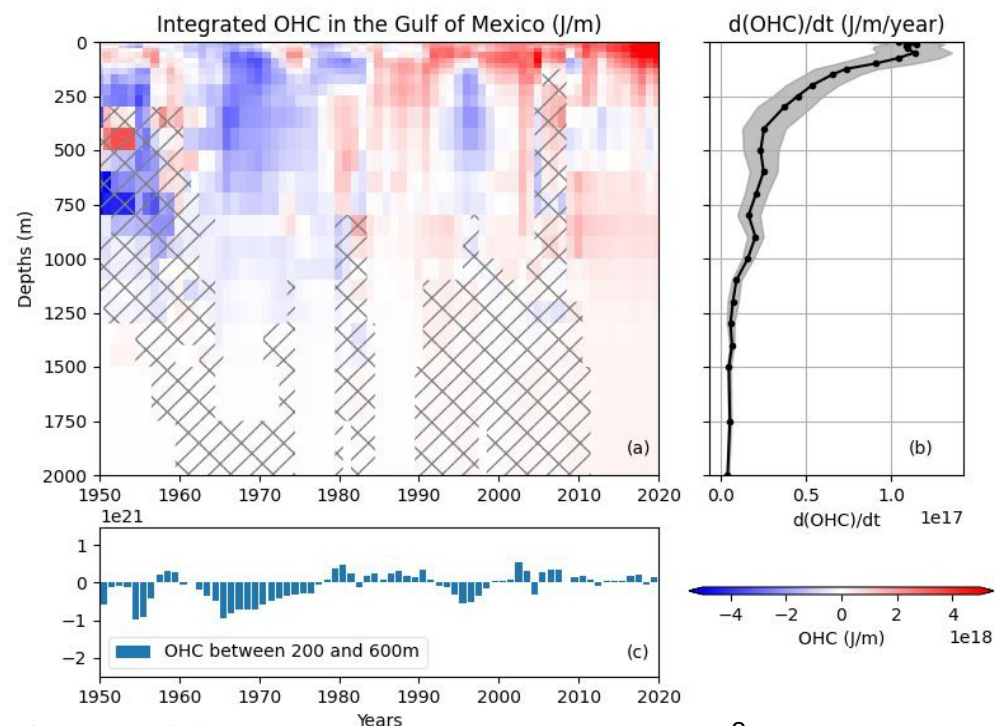 Integrated OHC in the Gulf of Mexico (J/m)
d(OHC)/dt (J/m/year)
0
250
500
750
1000
1250
1500
1750
2000
Depths (m)
(a)
(b)
1950 1960 1970 1980 1990 2000 2010 2020
0.0 0.5 1.0
1e17
d(OHC)/dt
1e21
1
0
−1
−2
OHC between 200 and 600m
(c)
1950 1960 1970 1980 1990 2000 2010 2020
Years
−4 −2 0 2 4
OHC (J/m)
1e18